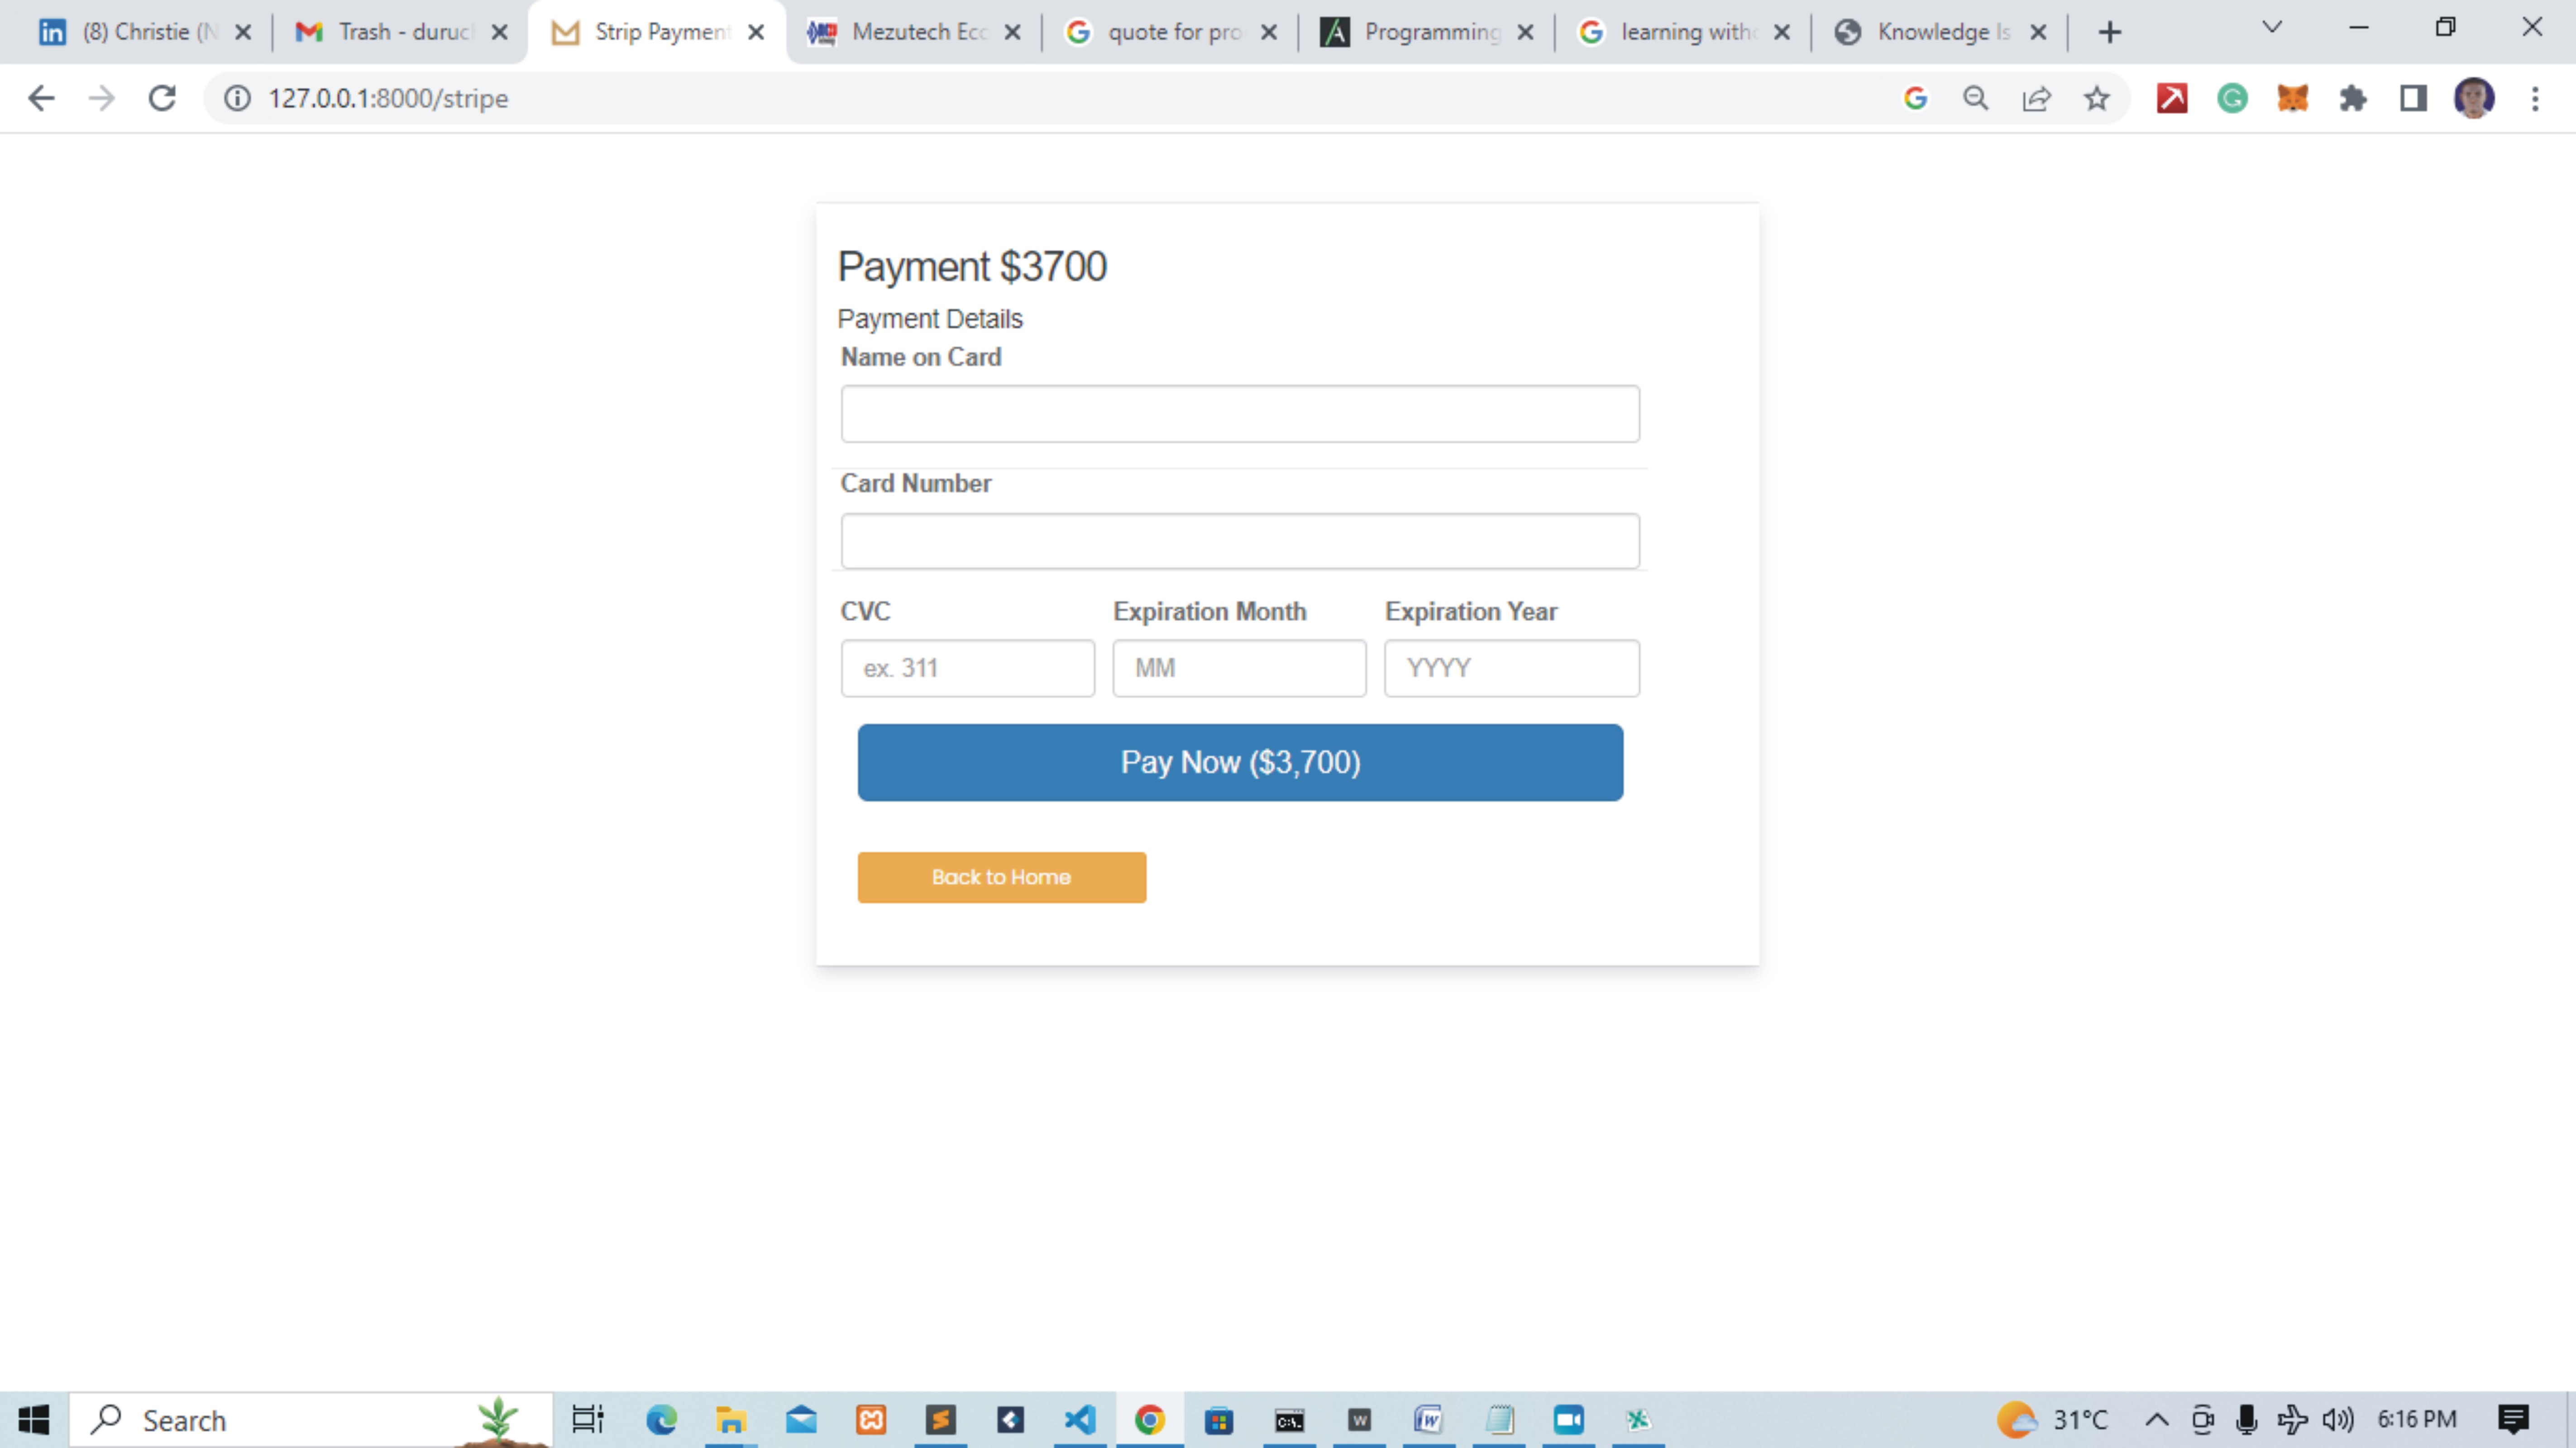 (8) Christie (N
Trash - duruc
Strip Payment
Mezutech Ecc
quote for pro
Programming
learning with
Knowledge Is
127.0.0.1:8000/stripe
Payment $3700
Payment Details
Name on Card
Card Number
CVC Expiration Month Expiration Year
ex. 311 MM YYYY
Pay Now ($3,700)
Back to Home
Search
31°C
6:16 PM